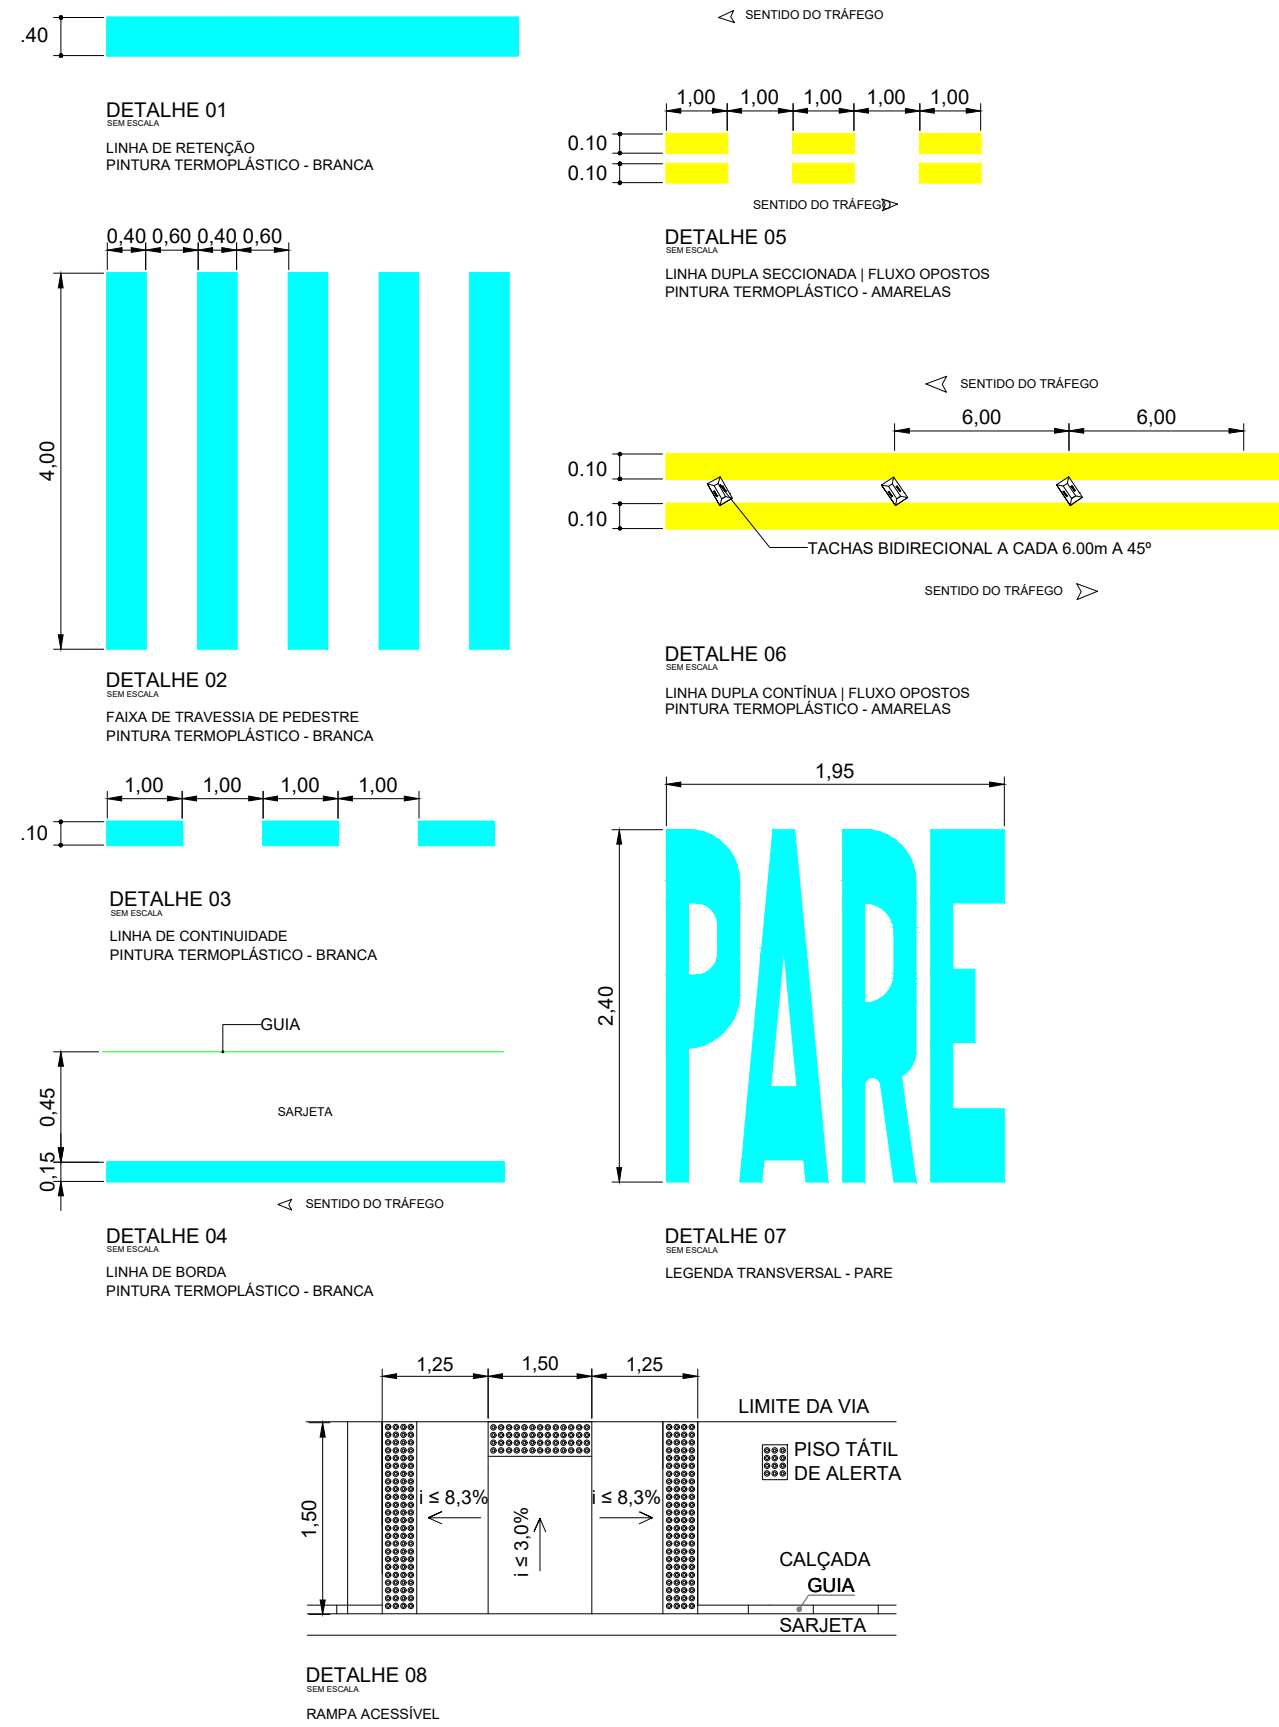 .40
DETALHE 01
SEM ESCALA
LINHA DE RETENÇÃO
PINTURA TERMOPLÁSTICO - BRANCA
0,40 0,60 0,40 0,60
4,00
DETALHE 02
SEM ESCALA
FAIXA DE TRAVESSIA DE PEDESTRE
PINTURA TERMOPLÁSTICO - BRANCA
1,00 1,00 1,00 1,00
.10
DETALHE 03
SEM ESCALA
LINHA DE CONTINUIDADE
PINTURA TERMOPLÁSTICO - BRANCA
GUIA
0,45
SARJETA
0,15
SENTIDO DO TRÁFEGO
DETALHE 04
SEM ESCALA
LINHA DE BORDA
PINTURA TERMOPLÁSTICO - BRANCA
SENTIDO DO TRÁFEGO
1,00 1,00 1,00 1,00 1,00
0.10
0.10
SENTIDO DO TRÁFEGO
DETALHE 05
SEM ESCALA
LINHA DUPLA SECCIONADA | FLUXO OPOSTOS
PINTURA TERMOPLÁSTICO - AMARELAS
SENTIDO DO TRÁFEGO
6,00 6,00
0.10
0.10
TACHAS BIDIRECIONAL A CADA 6.00m A 45º
SENTIDO DO TRÁFEGO
DETALHE 06
SEM ESCALA
LINHA DUPLA CONTÍNUA | FLUXO OPOSTOS
PINTURA TERMOPLÁSTICO - AMARELAS
1,95
2,40
PARE
DETALHE 07
SEM ESCALA
LEGENDA TRANSVERSAL - PARE
1,25 1,50 1,25
LIMITE DA VIA
PISO TÁTIL
DE ALERTA
1,50
i ≤ 8,3%
i ≤ 3,0%
i ≤ 8,3%
CALÇADA
GUIA
SARJETA
DETALHE 08
SEM ESCALA
RAMPA ACESSÍVEL